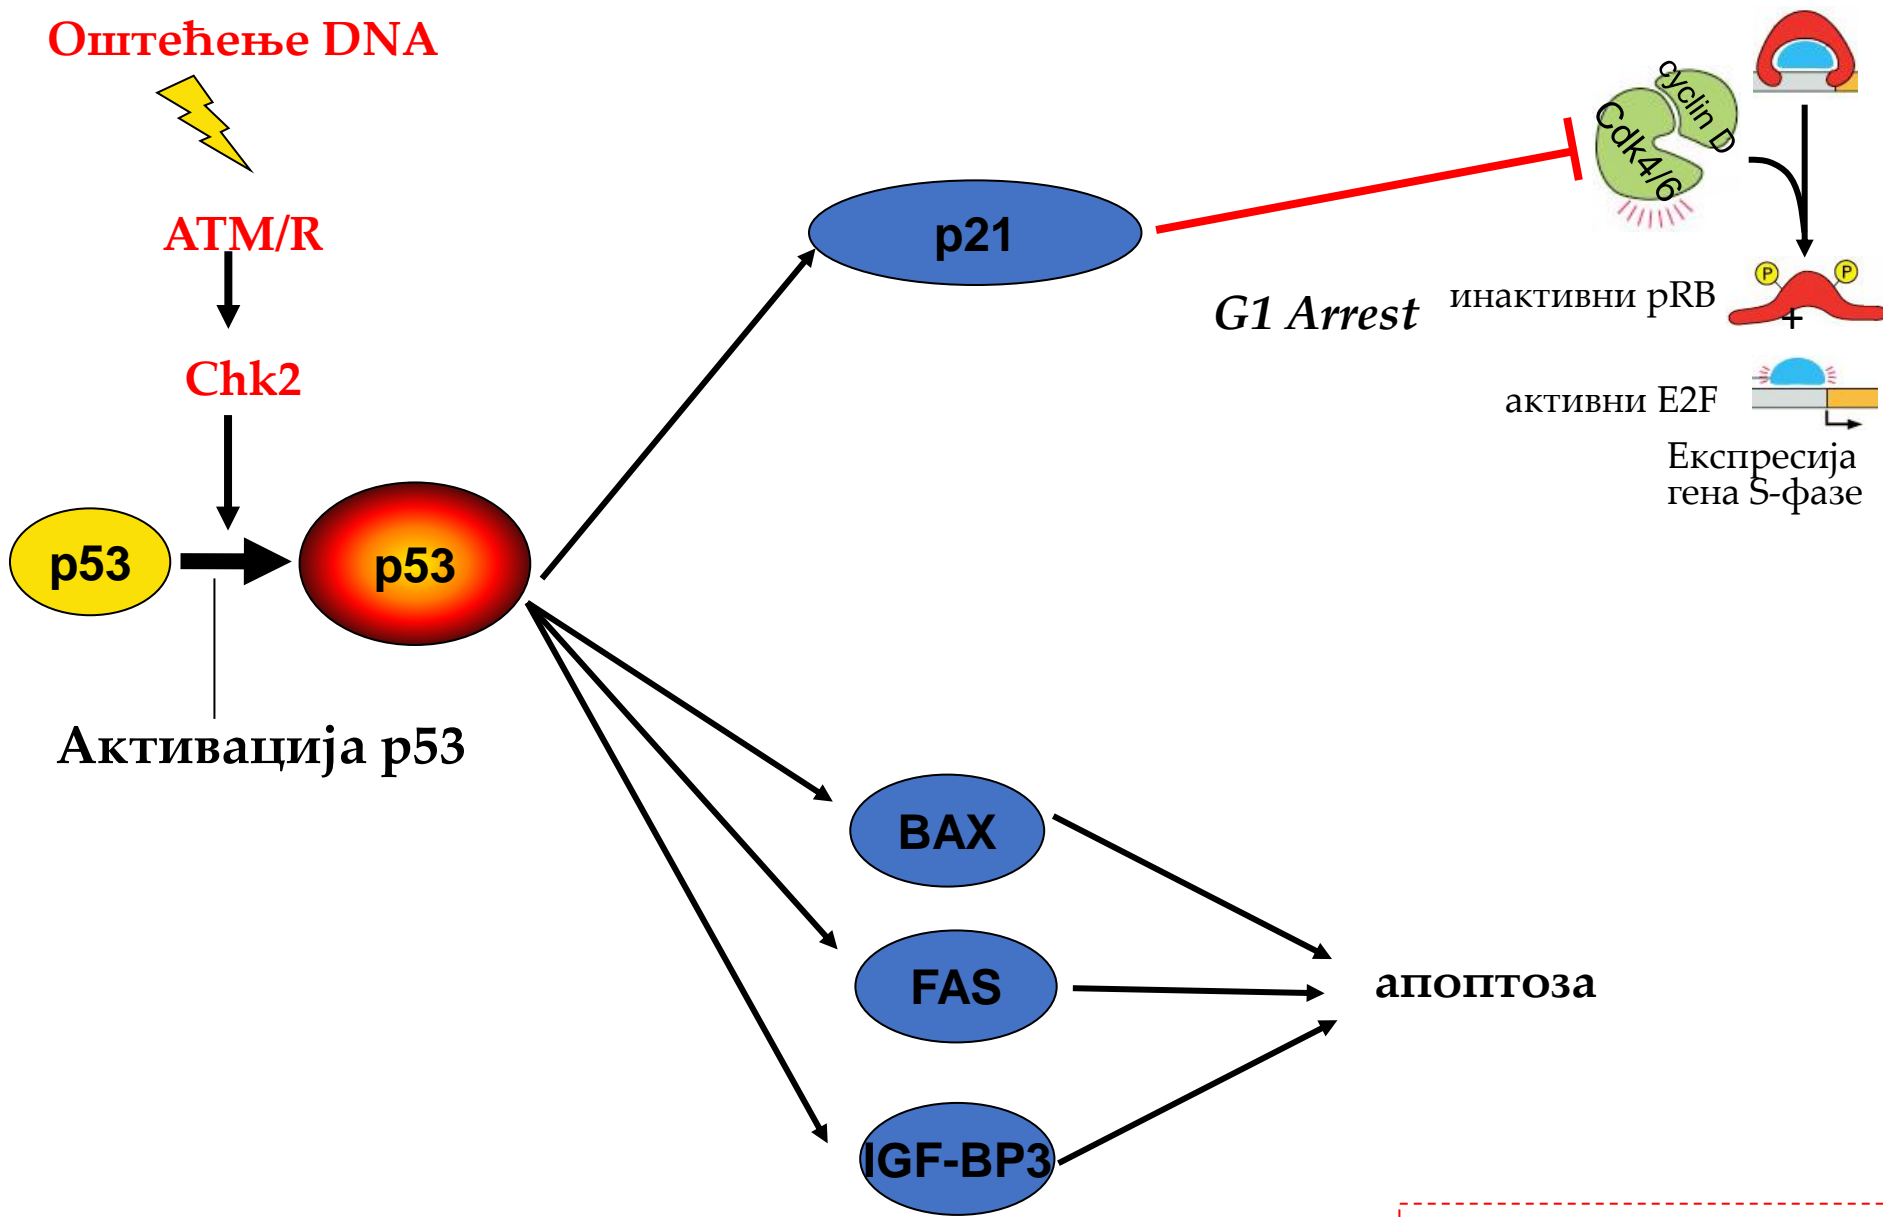 Оштећење DNA
ATM/R
Chk2
p53
p53
Активација p53
p21
cyclin D
Cdk4/6
G1 Arrest
инактивни pRB
P
P
+
активни E2F
Експресија
гена S-фазе
BAX
FAS
IGF-BP3
апоптоза